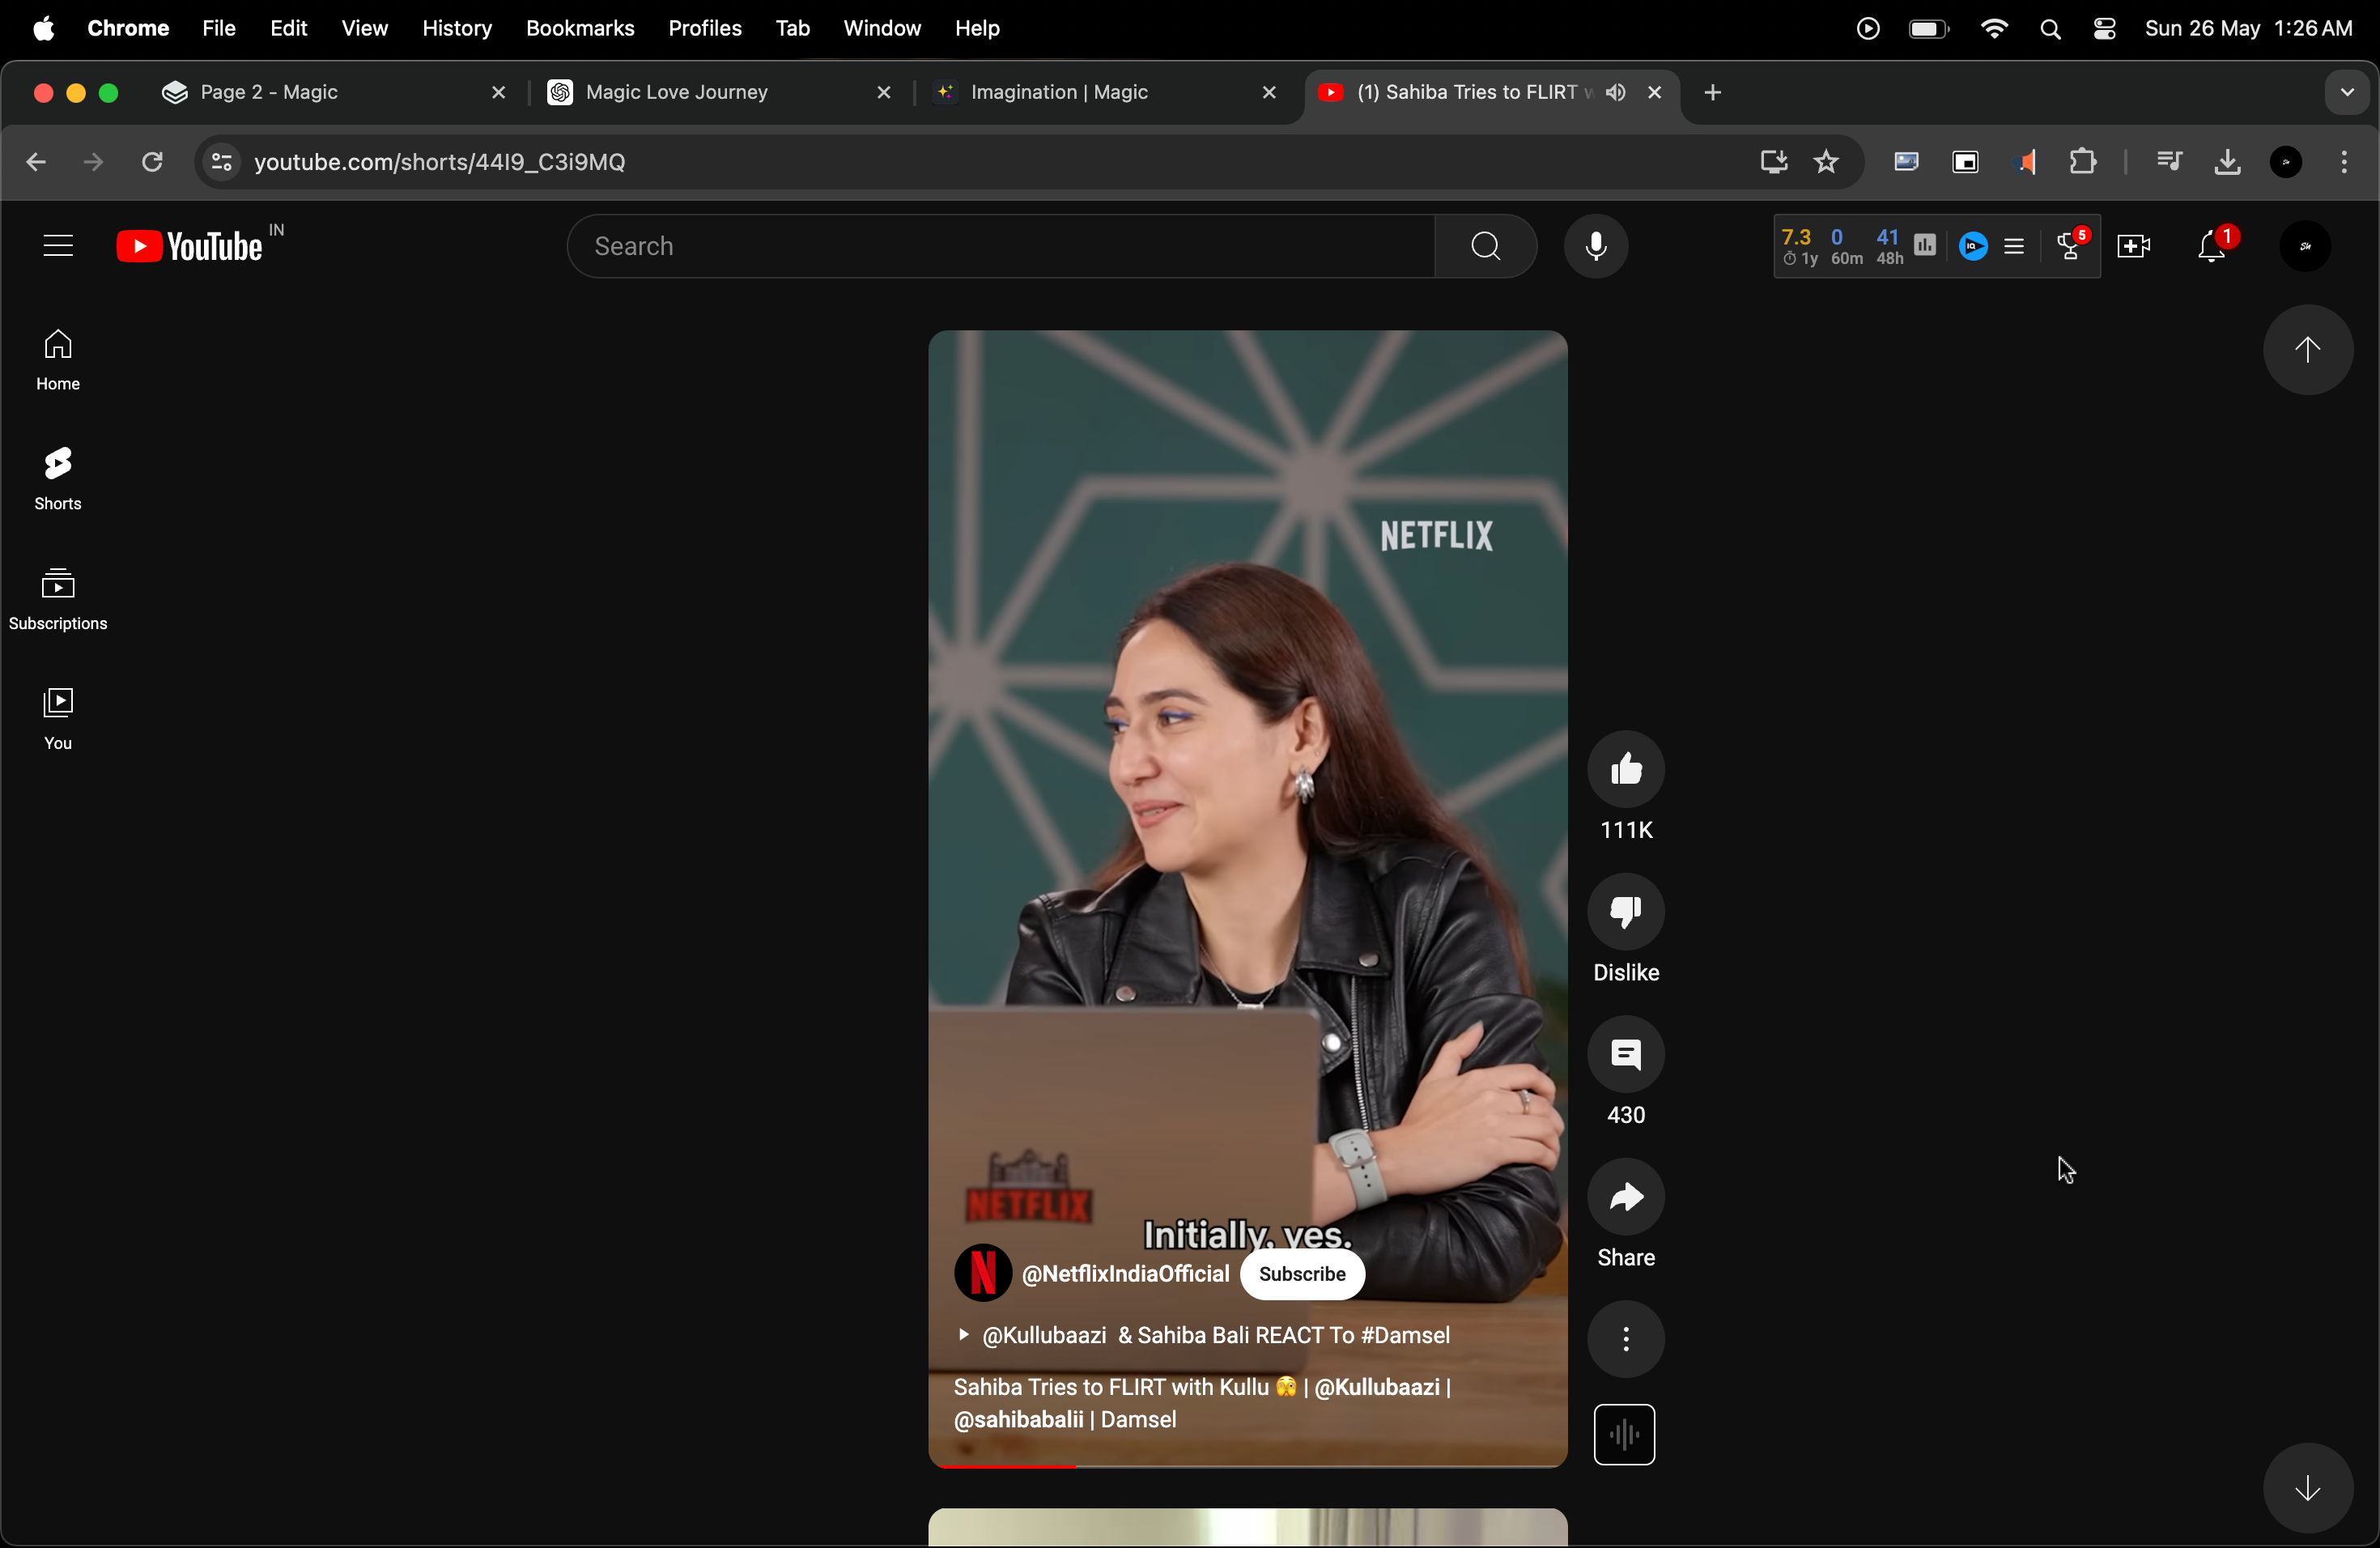 Chrome File Edit View History Bookmarks Profiles Tab Window Help Sun 26 May 1:26 AM
Page 2 - Magic Magic Love Journey Imagination | Magic (1) Sahiba Tries to FLIRT w
youtube.com/shorts/44I9_C3i9MQ
YouTube IN
Search
7.3 0 41 5 1
1y 60m 48h
Home
Shorts
Subscriptions
You
NETFLIX
111K
Dislike
430
Share
NETFLIX
Initially, yes.
@NetflixIndiaOfficial Subscribe
@Kullubaazi & Sahiba Bali REACT To #Damsel
Sahiba Tries to FLIRT with Kullu 🫣 | @Kullubaazi |
@sahibabalii | Damsel